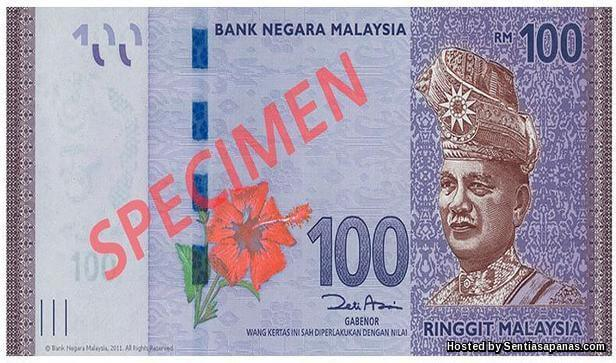 BANK NEGARA MALAYSIA
RM 100
SPECIMEN
100
100
GABENOR
WANG KERTAS INI SAH DIPERLAKUKAN DENGAN NILAI
RINGGIT MALAYSIA
© Bank Negara Malaysia, 2011. All Rights Reserved.
Hosted by Sentiasapanas.com